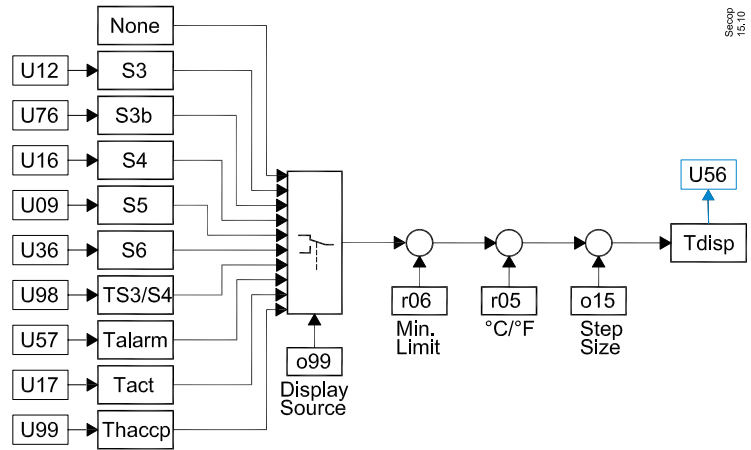 None
Secop
15.10
U12
S3
U76
S3b
U16
S4
U56
U09
S5
Tdisp
U36
S6
U98
TS3/S4
r06
r05
o15
Min.
Limit
°C/°F
Step
Size
U57
Talarm
o99
Display
Source
U17
Tact
U99
Thaccp